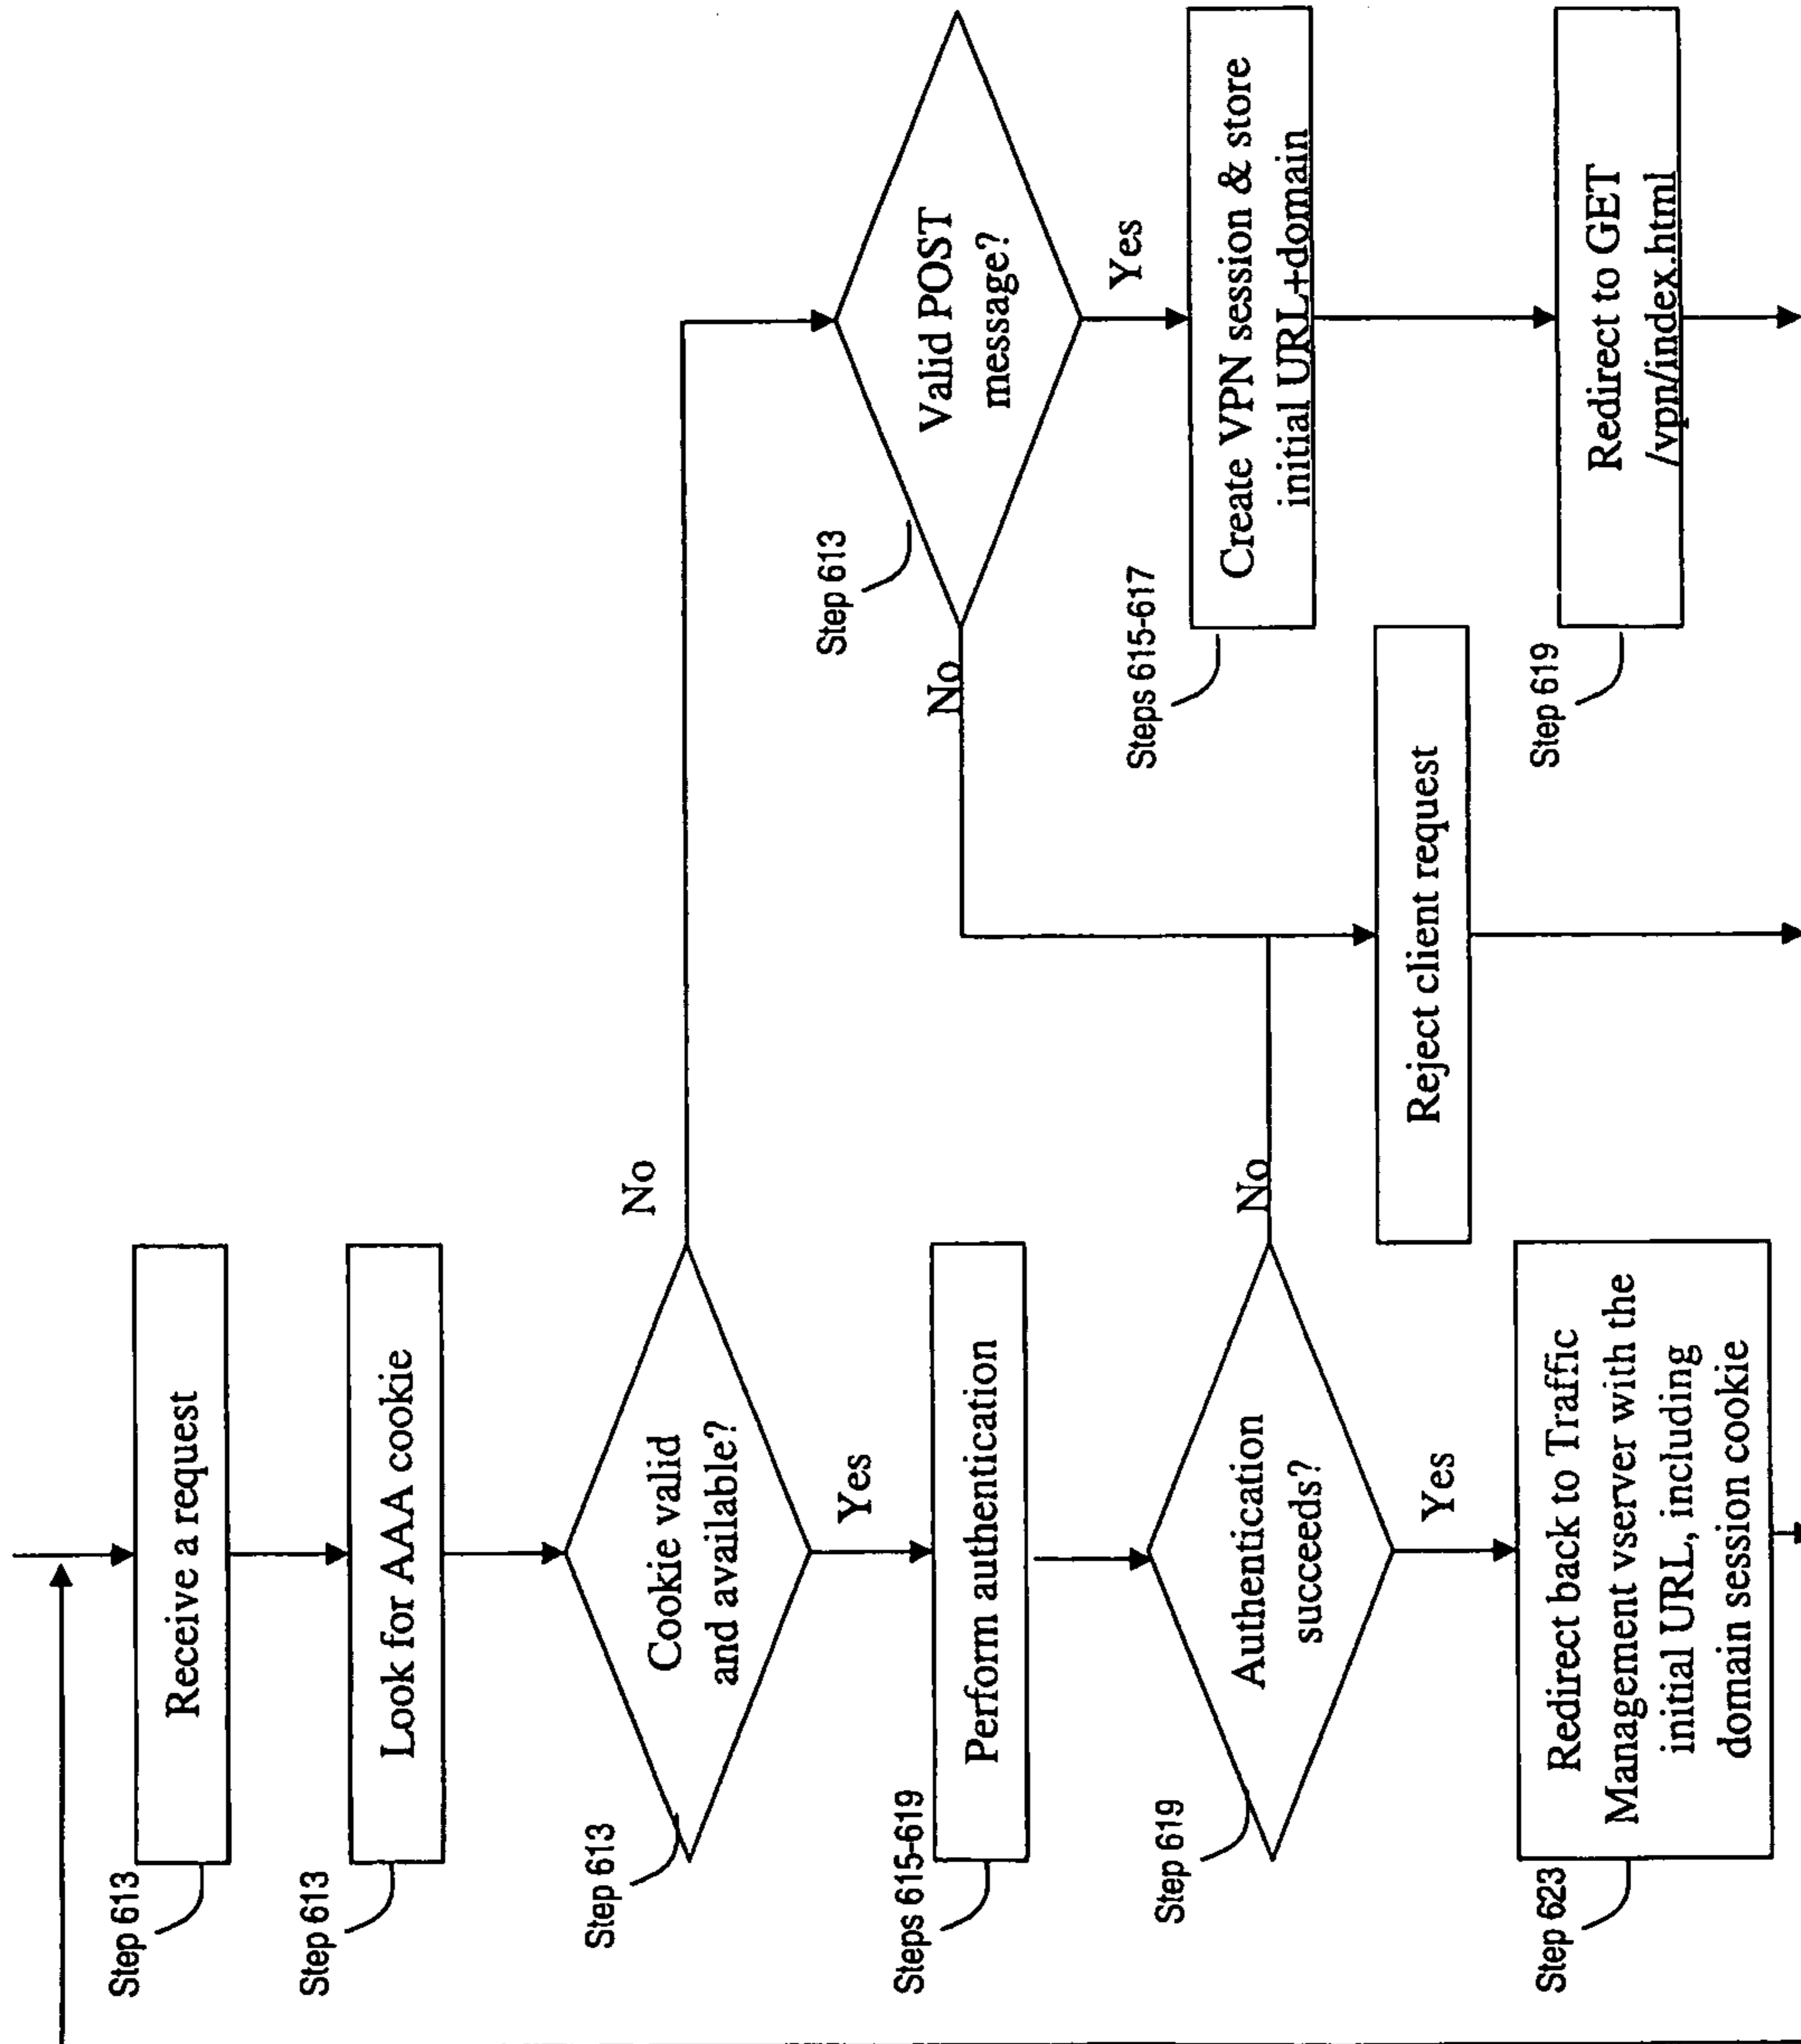 Step 613
Receive a request
Step 613
Look for AAA cookie
Step 613
Cookie valid
and available?
No
Yes
Step 613
Valid POST
message?
No
Yes
Steps 615-619
Perform authentication
Steps 615-617
Create VPN session & store
initial URL+domain
Step 619
Authentication
succeeds?
No
Yes
Reject client request
Step 623
Redirect back to Traffic
Management vserver with the
initial URL, including
domain session cookie
Step 619
Redirect to GET
/vpn/index.html